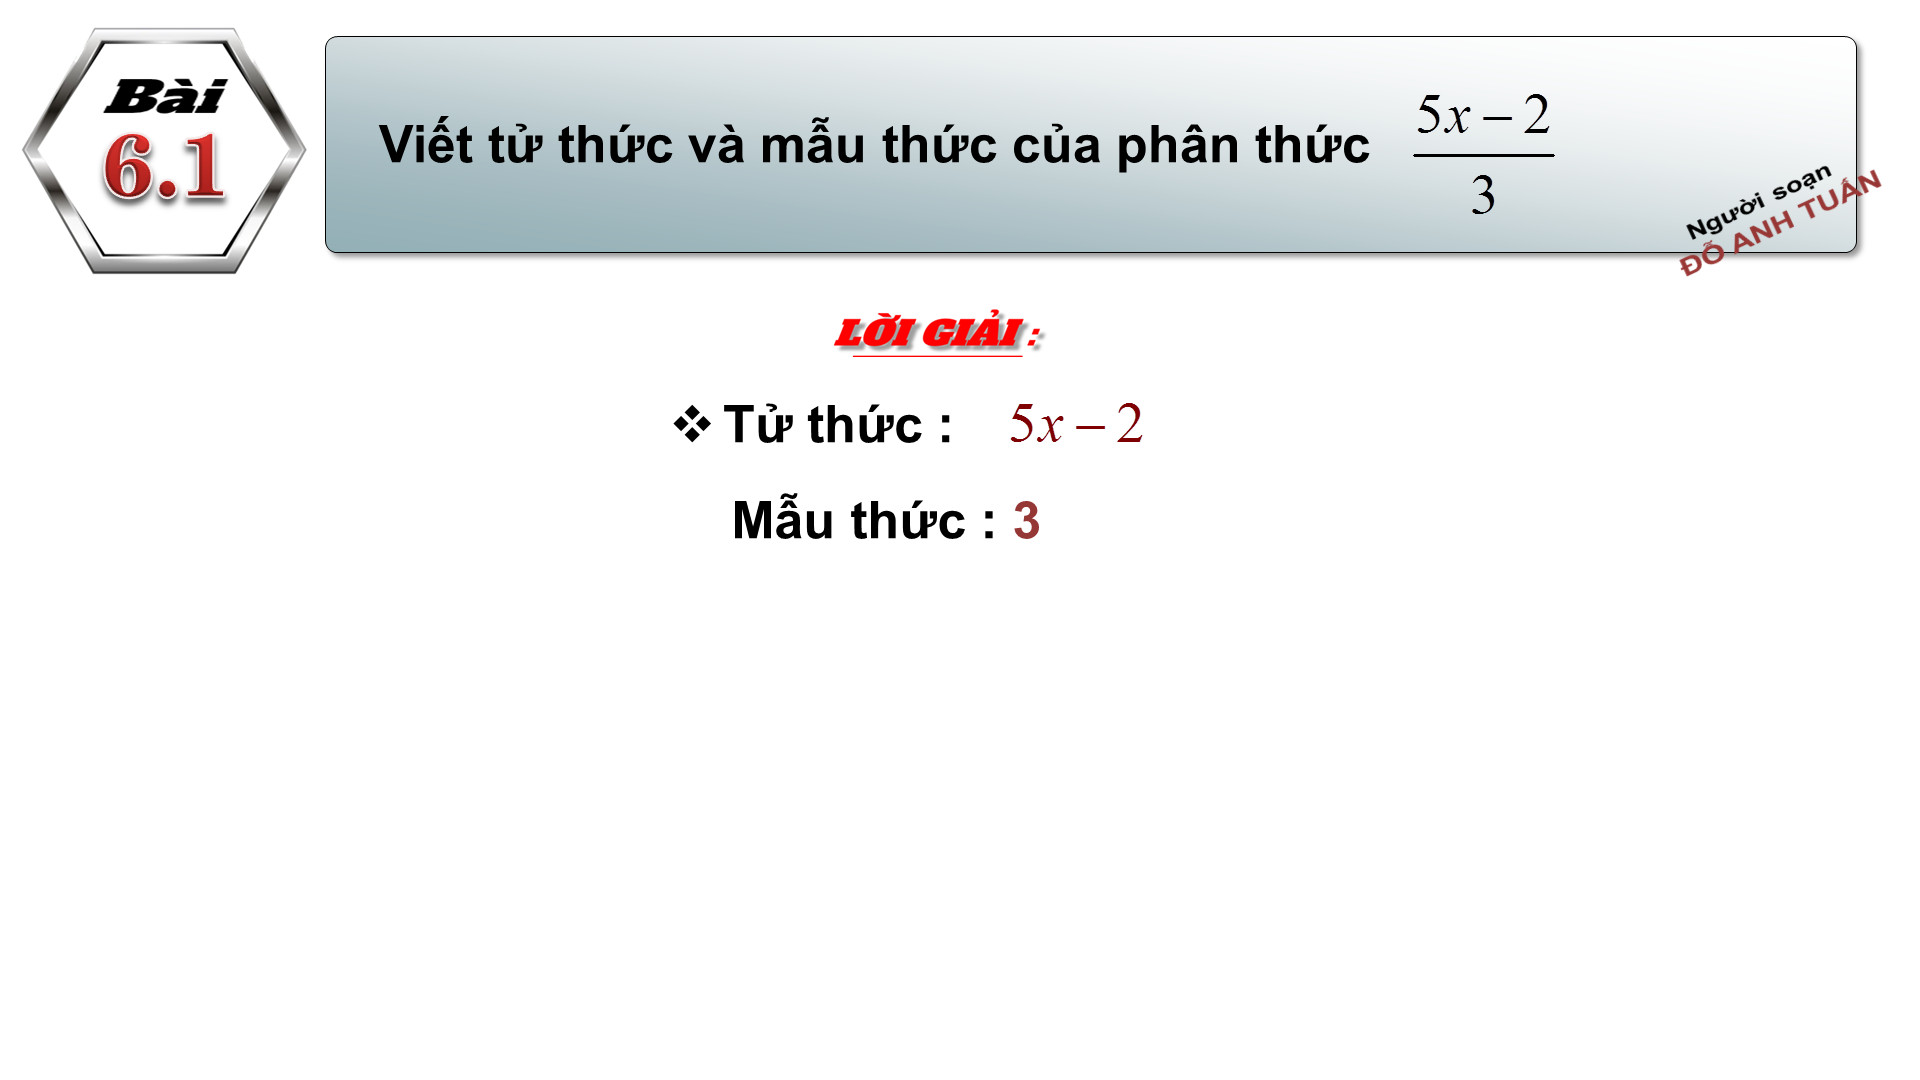 Bài
6.1
Viết tử thức và mẫu thức của phân thức (5x − 2)/3
Người soạn
ĐỖ ANH TUẤN
LỜI GIẢI :
❖ Tử thức : 5x − 2
Mẫu thức : 3